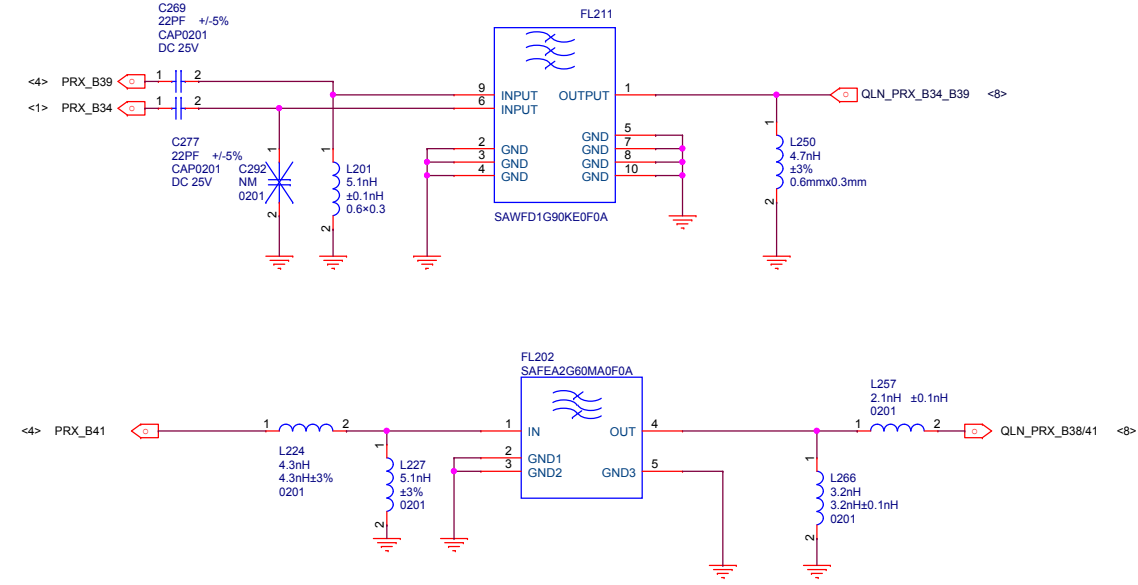 C269
22PF +/-5%
CAP0201
DC 25V
FL211
<4> PRX_B39
1 2
<1> PRX_B34
1 2
9 INPUT
6 INPUT
OUTPUT 1
QLN_PRX_B34_B39 <8>
2 GND
3 GND
4 GND
GND 5
GND 7
GND 8
GND 10
C277
22PF +/-5%
CAP0201
DC 25V
1
C292
NM
0201
2
1
L201
5.1nH
±0.1nH
0.6×0.3
2
SAWFD1G90KE0F0A
1
L250
4.7nH
±3%
0.6mmx0.3mm
2
FL202
SAFEA2G60MA0F0A
<4> PRX_B41
1 2
L224
4.3nH
4.3nH±3%
0201
1
L227
5.1nH
±3%
0201
2
1 IN
2 GND1
3 GND2
OUT 4
GND3 5
L257
2.1nH ±0.1nH
0201
1 2
QLN_PRX_B38/41 <8>
1
L266
3.2nH
3.2nH±0.1nH
0201
2